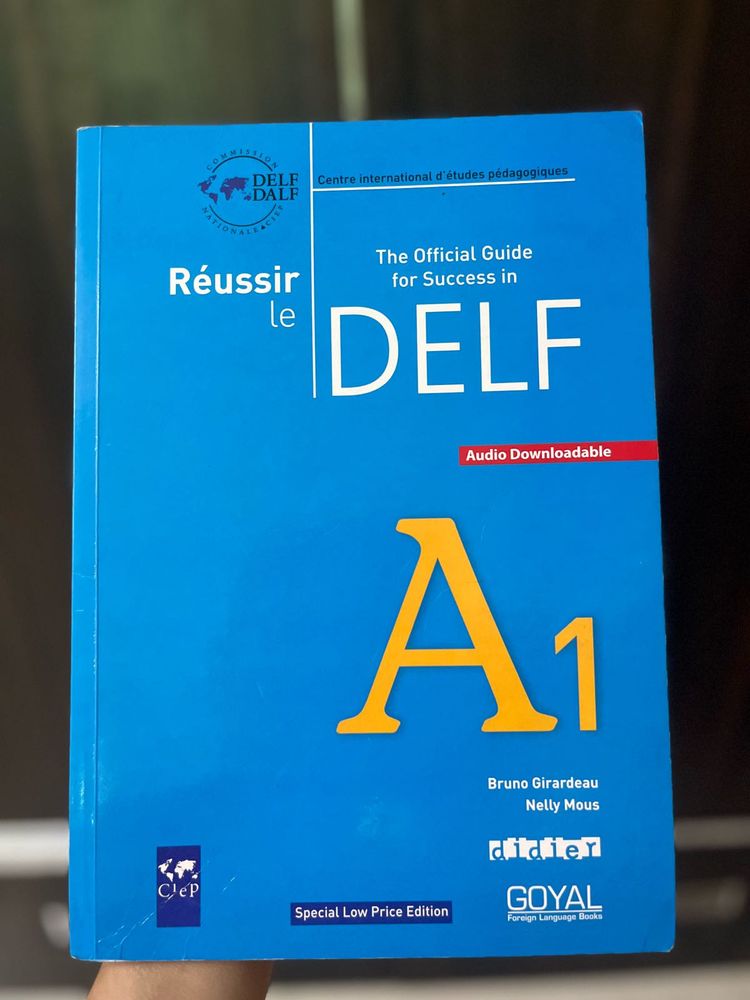 COMMISSION
DELF
DALF
NATIONALE CIEP
Centre international d'études pédagogiques
Réussir
le
The Official Guide
for Success in
DELF
Audio Downloadable
A1
Bruno Girardeau
Nelly Mous
didier
CIeP
Special Low Price Edition
GOYAL
Foreign Language Books